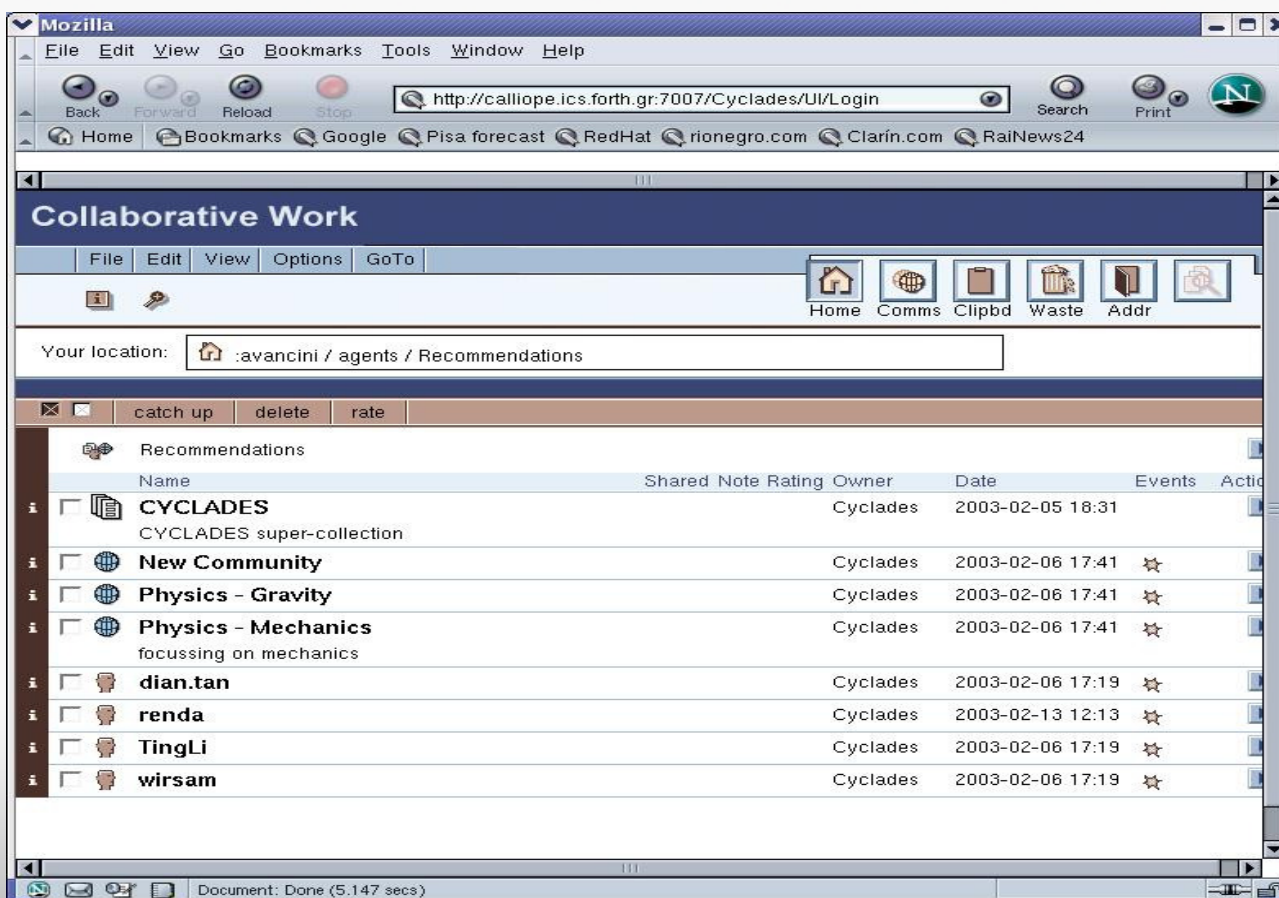 Mozilla
File Edit View Go Bookmarks Tools Window Help
Back Forward Reload Stop http://calliope.ics.forth.gr:7007/Cyclades/UI/Login Search Print N
Home Bookmarks Google Pisa forecast RedHat rionegro.com Clarín.com RaiNews24
Collaborative Work
File Edit View Options GoTo
Home Comms Clipbd Waste Addr
Your location: :avancini / agents / Recommendations
catch up delete rate
Recommendations
Name Shared Note Rating Owner Date Events Actio
i CYCLADES Cyclades 2003-02-05 18:31
CYCLADES super-collection
i New Community Cyclades 2003-02-06 17:41
i Physics - Gravity Cyclades 2003-02-06 17:41
i Physics - Mechanics Cyclades 2003-02-06 17:41
focussing on mechanics
i dian.tan Cyclades 2003-02-06 17:19
i renda Cyclades 2003-02-13 12:13
i TingLi Cyclades 2003-02-06 17:19
i wirsam Cyclades 2003-02-06 17:19
Document: Done (5.147 secs)